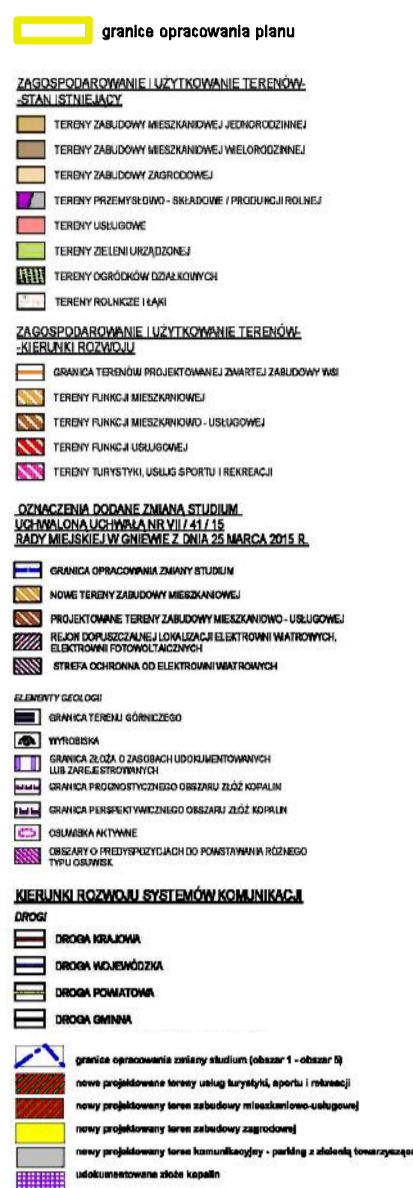 granice opracowania planu
ZAGOSPODAROWANIE I UŻYTKOWANIE TERENÓW-
-STAN ISTNIEJĄCY
TERENY ZABUDOWY MIESZKANIOWEJ JEDNORODZINNEJ
TERENY ZABUDOWY MIESZKANIOWEJ WIELORODZINNEJ
TERENY ZABUDOWY ZAGRODOWEJ
TERENY PRZEMYSŁOWO - SKŁADOWE / PRODUKCJI ROLNEJ
TERENY USŁUGOWE
TERENY ZIELENI URZĄDZONEJ
TERENY OGRÓDKÓW DZIAŁKOWYCH
TERENY ROLNICZE I ŁĄKI
ZAGOSPODAROWANIE I UŻYTKOWANIE TERENÓW-
-KIERUNKI ROZWOJU
GRANICA TERENÓW PROJEKTOWANEJ ZWARTEJ ZABUDOWY WSI
TERENY FUNKCJI MIESZKANIOWEJ
TERENY FUNKCJI MIESZKANIOWO - USŁUGOWEJ
TERENY FUNKCJI USŁUGOWEJ
TERENY TURYSTYKI, USŁUG SPORTU I REKREACJI
OZNACZENIA DODANE ZMIANĄ STUDIUM
UCHWALONĄ UCHWAŁĄ NR VII / 41 / 15
RADY MIEJSKIEJ W GNIEWIE Z DNIA 25 MARCA 2015 R.
GRANICA OPRACOWANIA ZMIANY STUDIUM
NOWE TERENY ZABUDOWY MIESZKANIOWEJ
PROJEKTOWANE TERENY ZABUDOWY MIESZKANIOWO - USŁUGOWEJ
REJON DOPUSZCZALNEJ LOKALIZACJI ELEKTROWNI WIATROWYCH,
ELEKTROWNI FOTOWOLTAICZNYCH
STREFA OCHRONNA OD ELEKTROWNI WIATROWYCH
ELEMENTY GEOLOGII
GRANICA TERENU GÓRNICZEGO
WYROBISKA
GRANICA ZŁOŻA O ZASOBACH UDOKUMENTOWANYCH
LUB ZAREJESTROWANYCH
GRANICA PROGNOSTYCZNEGO OBSZARU ZŁÓŻ KOPALIN
GRANICA PERSPEKTYWICZNEGO OBSZARU ZŁÓŻ KOPALIN
OSUWISKA AKTYWNE
OBSZARY O PREDYSPOZYCJACH DO POWSTAWANIA RÓŻNEGO
TYPU OSUWISK
KIERUNKI ROZWOJU SYSTEMÓW KOMUNIKACJI
DROGI
DROGA KRAJOWA
DROGA WOJEWÓDZKA
DROGA POWIATOWA
DROGA GMINNA
granice opracowania zmiany studium (obszar 1 - obszar 5)
nowe projektowane tereny usług turystyki, sportu i rekreacji
nowy projektowany teren zabudowy mieszkaniowo-usługowej
nowy projektowany teren zabudowy zagrodowej
nowy projektowany teren komunikacyjny - parking z zielenią towarzysząc
udokumentowane złoże kopalin